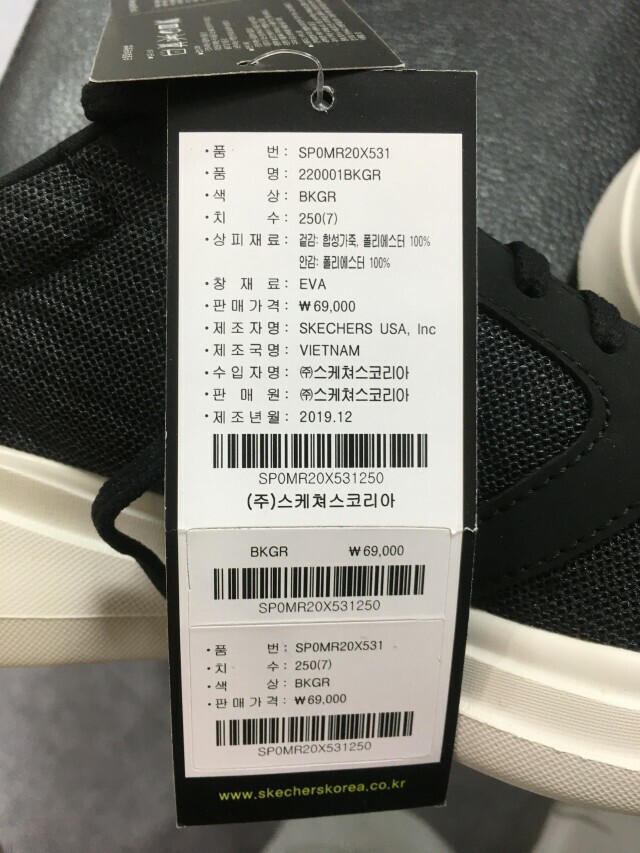 ·품 번: SP0MR20X531
·품 명: 220001BKGR
·색 상: BKGR
·치 수: 250(7)
·상 피 재 료: 겉감: 합성가죽, 폴리에스터 100%
안감: 폴리에스터 100%
·창 재 료: EVA
·판 매 가 격: ₩69,000
·제 조 자 명: SKECHERS USA, Inc
·제 조 국 명: VIETNAM
·수 입 자 명: ㈜스케쳐스코리아
·판 매 원: ㈜스케쳐스코리아
·제 조 년 월: 2019.12
SP0MR20X531250
(주)스케쳐스코리아
BKGR ₩69,000
SP0MR20X531250
·품 번: SP0MR20X531
·치 수: 250(7)
·색 상: BKGR
·판 매 가 격: ₩69,000
SP0MR20X531250
www.skecherskorea.co.kr